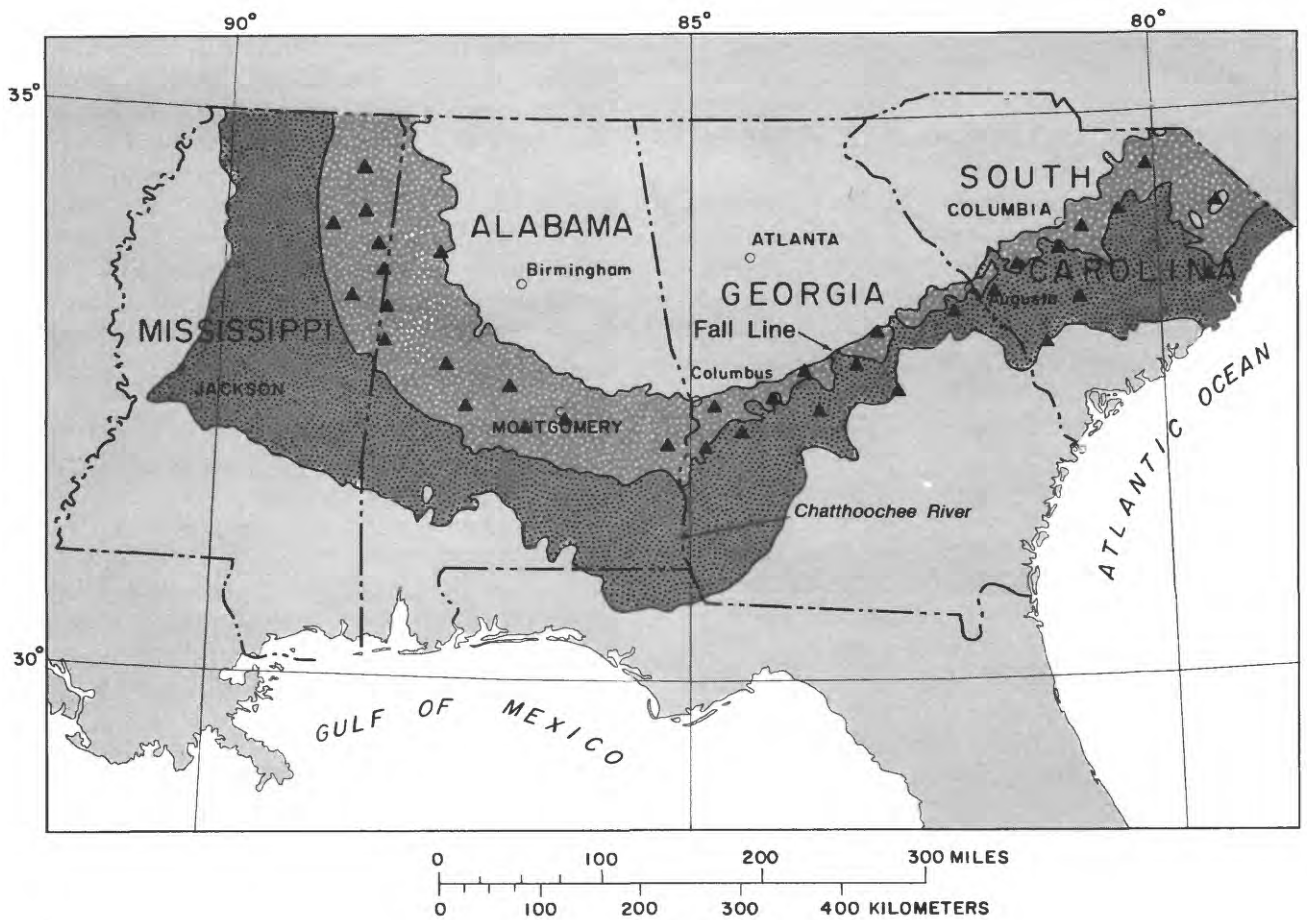 90°
85°
80°
35°
SOUTH
COLUMBIA
ALABAMA
ATLANTA
Birmingham
CAROLINA
GEORGIA
Augusta
MISSISSIPPI
Fall Line
Columbus
JACKSON
MONTGOMERY
Chatthoochee River
ATLANTIC OCEAN
30°
GULF OF MEXICO
0 100 200 300 MILES
0 100 200 300 400 KILOMETERS